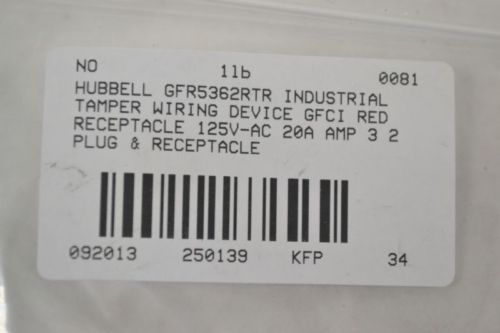 NO 1lb 0081
HUBBELL GFR5362RTR INDUSTRIAL
TAMPER WIRING DEVICE GFCI RED
RECEPTACLE 125V-AC 20A AMP 3 2
PLUG & RECEPTACLE
092013 250139 KFP 34